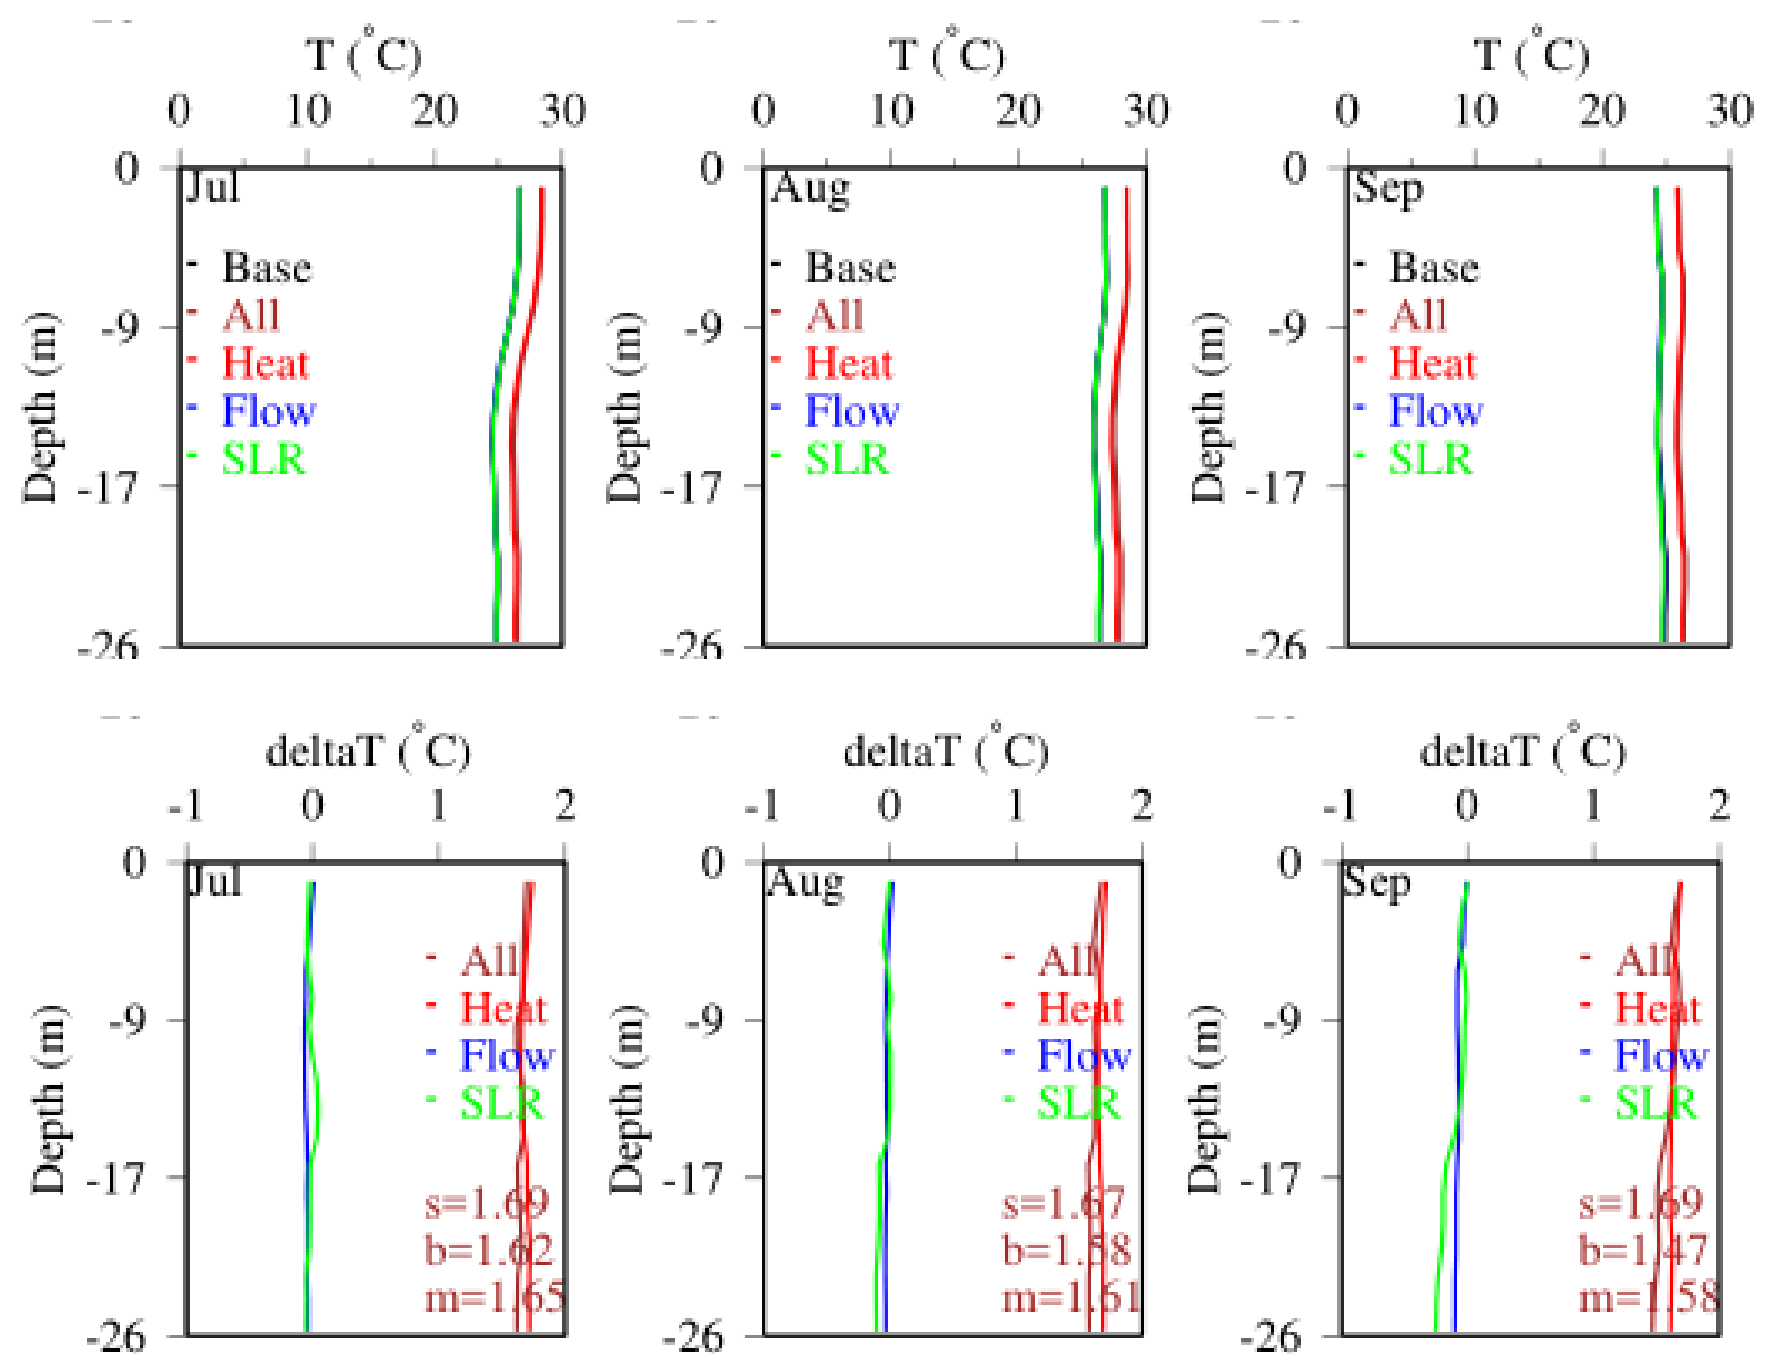 T (°C) T (°C) T (°C)
0 10 20 30 0 10 20 30 0 10 20 30
0 Jul 0 Aug 0 Sep
- Base - Base - Base
- All - All - All
-9 -9 -9
- Heat - Heat - Heat
- Flow - Flow - Flow
- SLR - SLR - SLR
-17 -17 -17
-26 -26 -26
Depth (m) Depth (m) Depth (m)
deltaT (°C) deltaT (°C) deltaT (°C)
-1 0 1 2 -1 0 1 2 -1 0 1 2
0 Jul 0 Aug 0 Sep
- All - All - All
-9 - Heat -9 - Heat -9 - Heat
- Flow - Flow - Flow
- SLR - SLR - SLR
-17 -17 -17
s=1.69 s=1.67 s=1.69
b=1.62 b=1.58 b=1.47
m=1.65 m=1.61 m=1.58
-26 -26 -26
Depth (m) Depth (m) Depth (m)